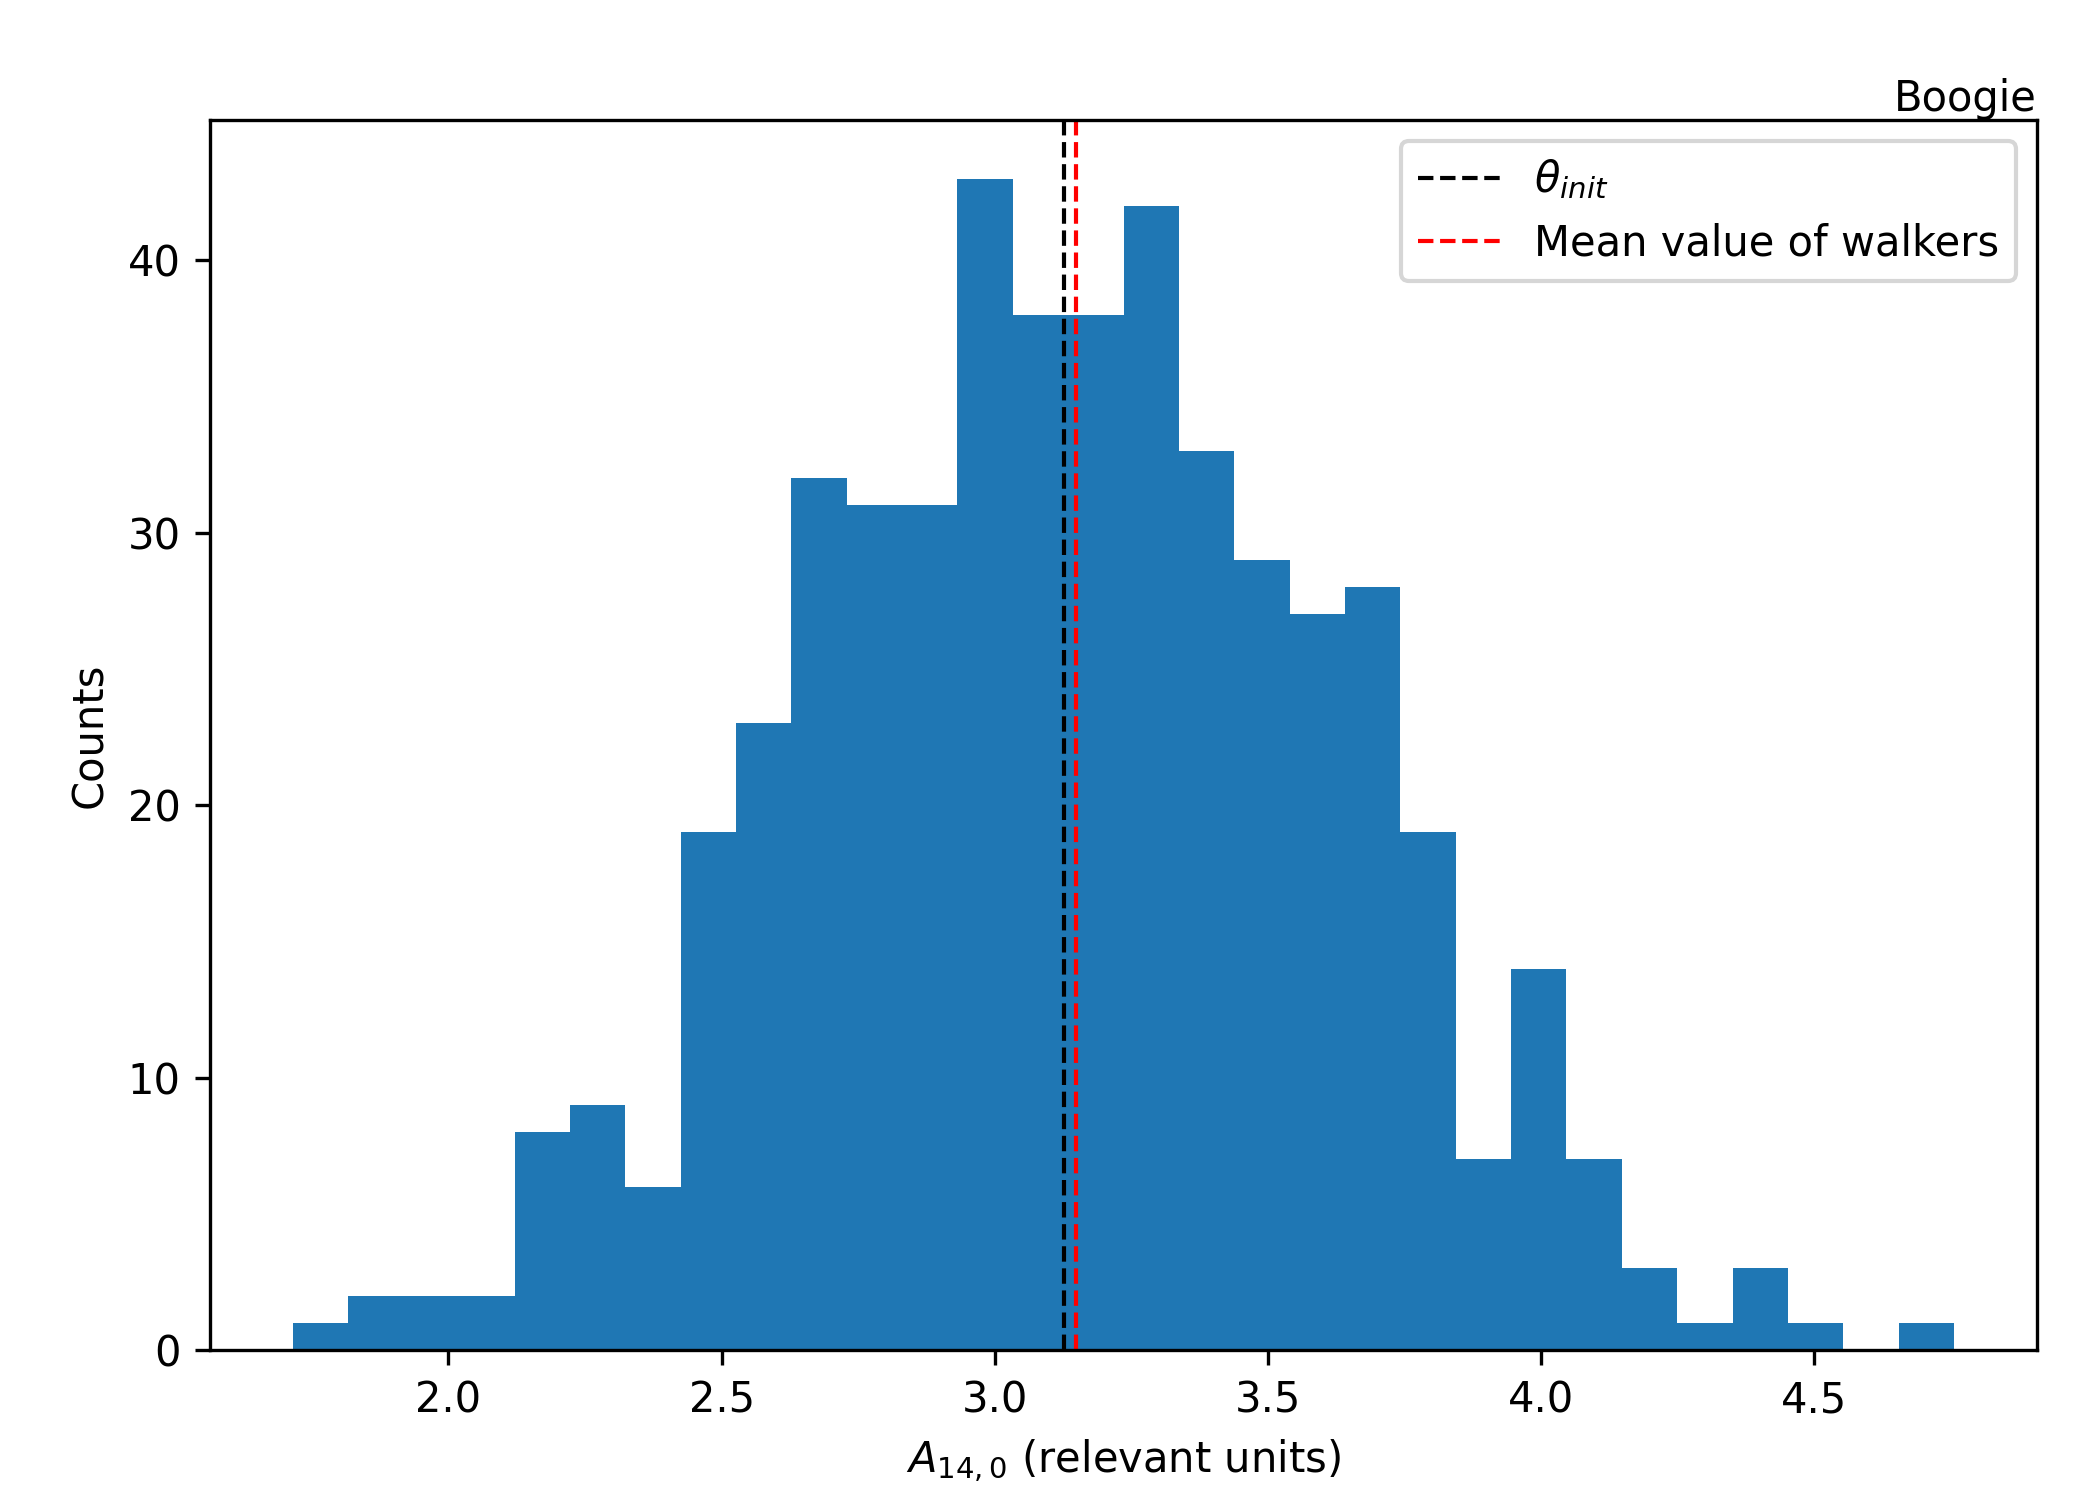 Boogie
θinit
Mean value of walkers
40
30
20
10
0
Counts
2.0 2.5 3.0 3.5 4.0 4.5
A14,0 (relevant units)